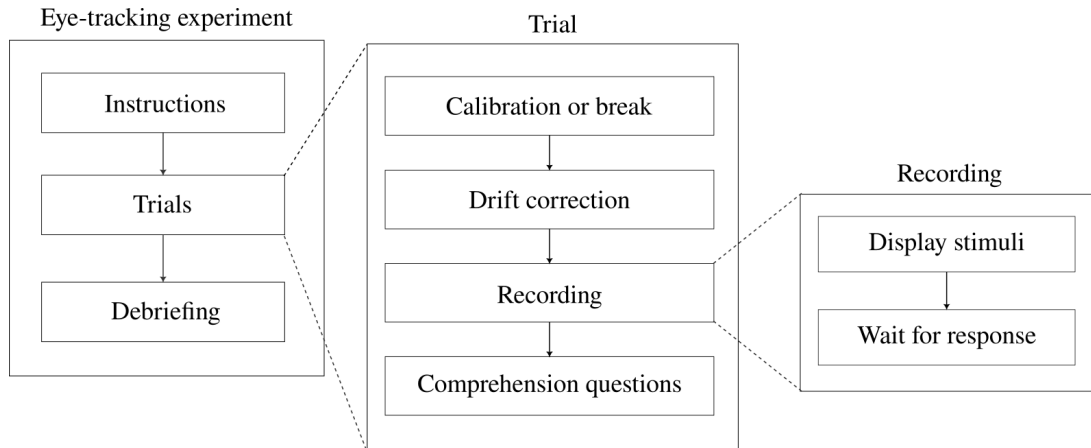 Eye-tracking experiment
Instructions
Trials
Debriefing
Trial
Calibration or break
Drift correction
Recording
Comprehension questions
Recording
Display stimuli
Wait for response